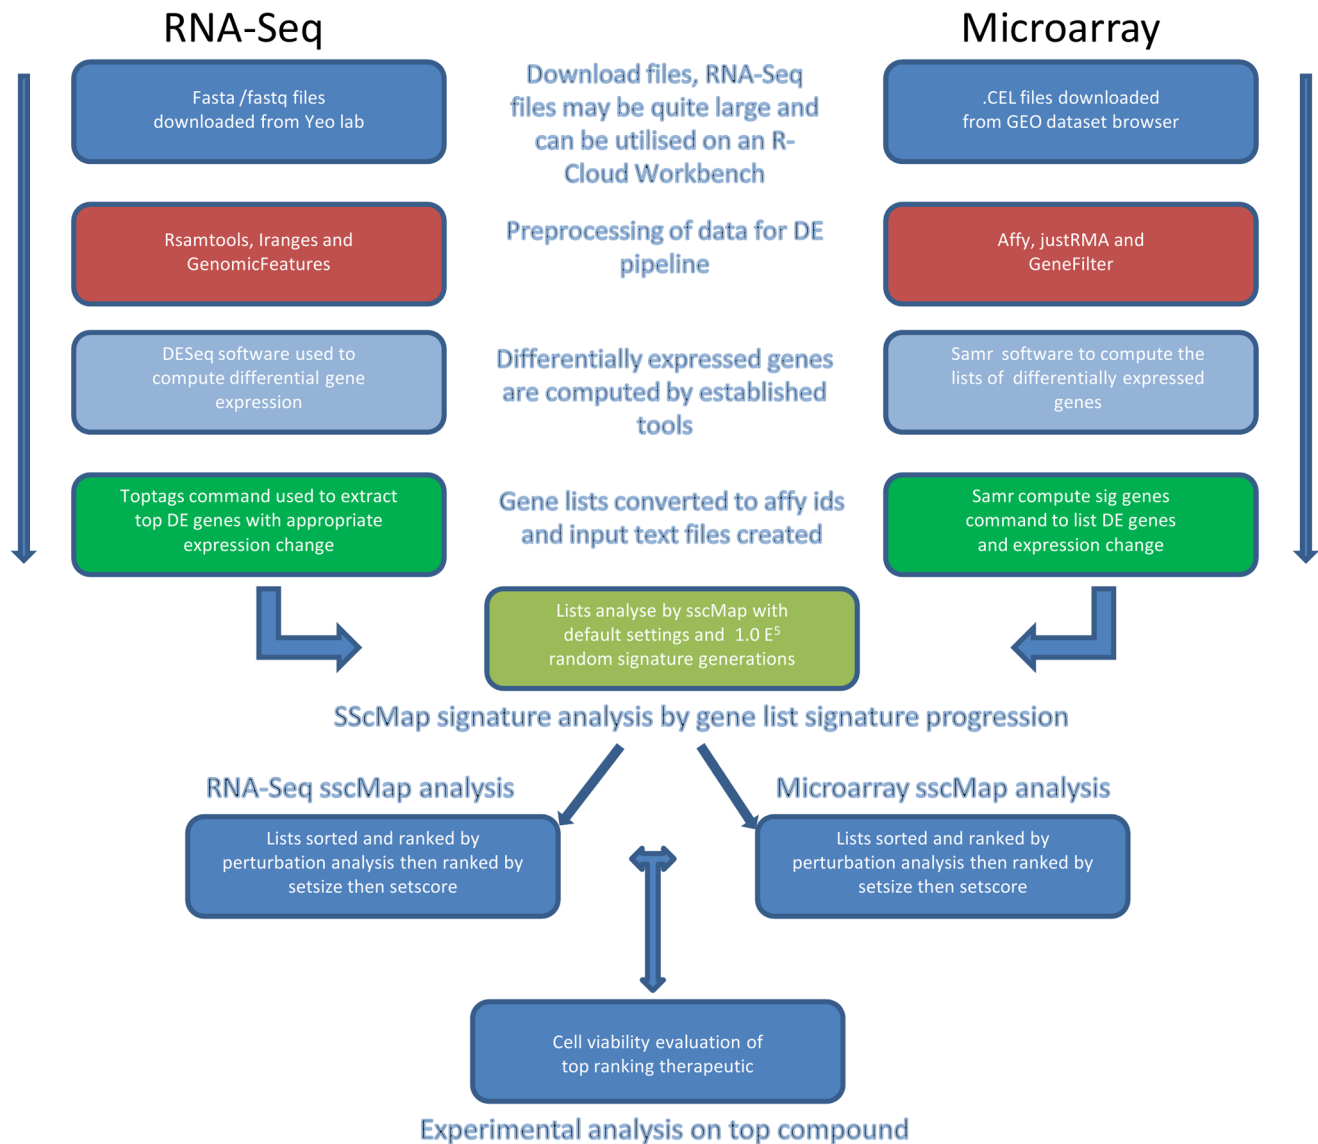 RNA-Seq
Microarray
Fasta /fastq files
downloaded from Yeo lab
Download files, RNA-Seq
files may be quite large and
can be utilised on an R-
Cloud Workbench
.CEL files downloaded
from GEO dataset browser
Rsamtools, Iranges and
GenomicFeatures
Preprocessing of data for DE
pipeline
Affy, justRMA and
GeneFilter
DESeq software used to
compute differential gene
expression
Differentially expressed genes
are computed by established
tools
Samr software to compute the
lists of differentially expressed
genes
Toptags command used to extract
top DE genes with appropriate
expression change
Gene lists converted to affy ids
and input text files created
Samr compute sig genes
command to list DE genes
and expression change
Lists analyse by sscMap with
default settings and 1.0 E⁵
random signature generations
SScMap signature analysis by gene list signature progression
RNA-Seq sscMap analysis
Microarray sscMap analysis
Lists sorted and ranked by
perturbation analysis then ranked by
setsize then setscore
Lists sorted and ranked by
perturbation analysis then ranked by
setsize then setscore
Cell viability evaluation of
top ranking therapeutic
Experimental analysis on top compound